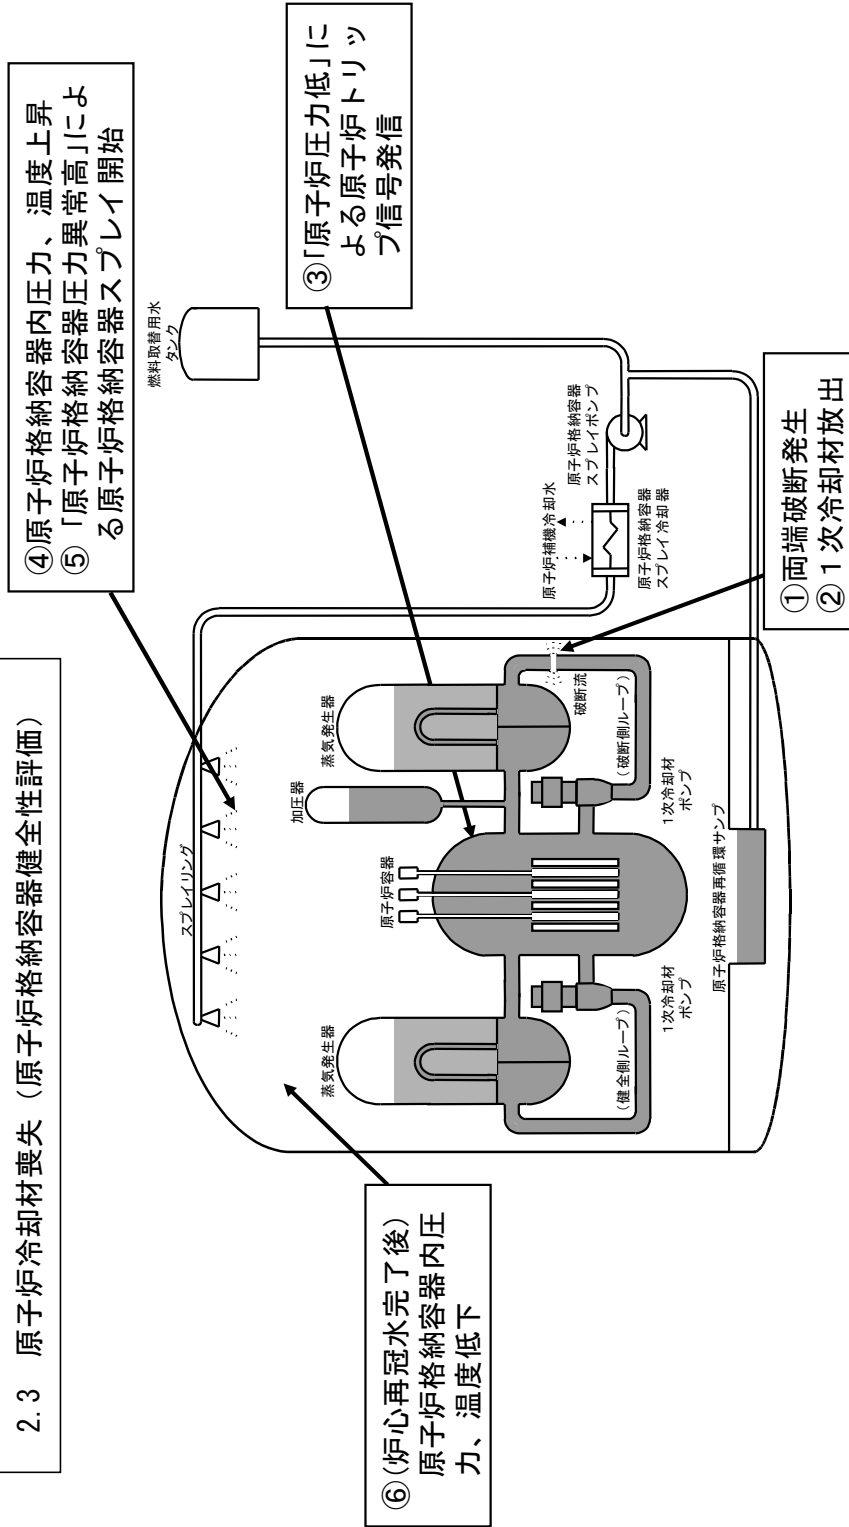 2.3 原子炉冷却材喪失（原子炉格納容器健全性評価）
④原子炉格納容器内圧力、温度上昇
⑤「原子炉格納容器圧力異常高」によ
る原子炉格納容器スプレイ開始
⑥(炉心再冠水完了後)
原子炉格納容器内圧
力、温度低下
③「原子炉圧力低」に
よる原子炉トリッ
プ信号発信
①両端破断発生
②1次冷却材放出
燃料取替用水
タンク
スプレイリング
蒸気発生器
原子炉容器
加圧器
蒸気発生器
原子炉補機冷却水
原子炉格納容器
スプレイポンプ
原子炉格納容器
スプレイ冷却器
破断流
(健全側ループ)
1次冷却材
ポンプ
1次冷却材
ポンプ
(破断側ループ)
原子炉格納容器再循環サンプ